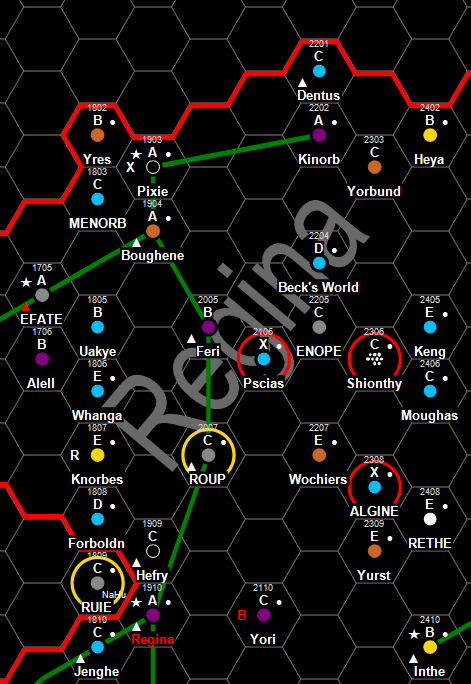 2201
C
Dentus
1802
B
Yres
2202
A
Kinorb
2402
B
Heya
1903
A
X
Pixie
2303
C
Yorbund
1803
C
MENORB
1904
A
Boughene
2204
D
Beck's World
1705
A
EFATE
1805
B
Uakye
2005
B
Feri
2205
C
ENOPE
2405
E
Keng
1706
B
Alell
2106
X
Pscias
2306
C
Shionthy
1806
E
Whanga
2406
C
Moughas
1807
E
R
Knorbes
2007
C
ROUP
2207
E
Wochiers
2308
X
ALGINE
1808
D
Forboldn
2408
E
RETHE
1909
C
Hefry
2309
E
Yurst
1809
C
NaHu
RUIE
1910
A
Regina
2110
C
B
Yori
1810
C
Jenghe
2410
B
Inthe
Regina